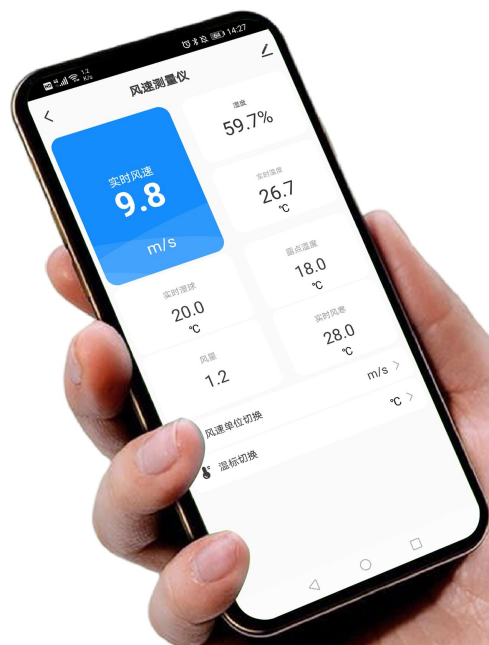 14:27
风速测量仪
实时风速
9.8
m/s
湿度
59.7%
实时温度
26.7
℃
实时湿球
20.0
℃
露点温度
18.0
℃
风量
1.2
实时风寒
28.0
℃
风速单位切换
m/s
温标切换
℃